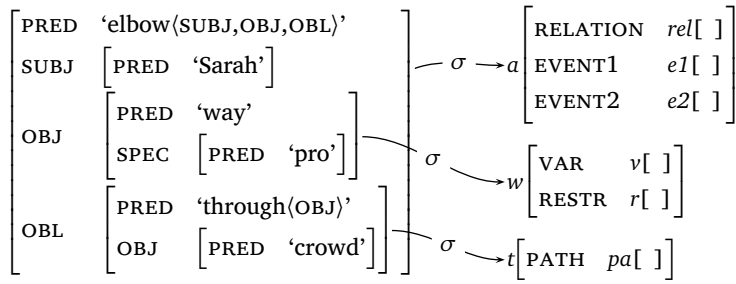 PRED ‘elbow⟨SUBJ,OBJ,OBL⟩’
SUBJ [PRED ‘Sarah’]
OBJ [PRED ‘way’
SPEC [PRED ‘pro’]]
OBL [PRED ‘through⟨OBJ⟩’
OBJ [PRED ‘crowd’]]
σ
σ
σ
a [RELATION rel[ ]
EVENT1 e1[ ]
EVENT2 e2[ ]]
w [VAR v[ ]
RESTR r[ ]]
t [PATH pa[ ]]